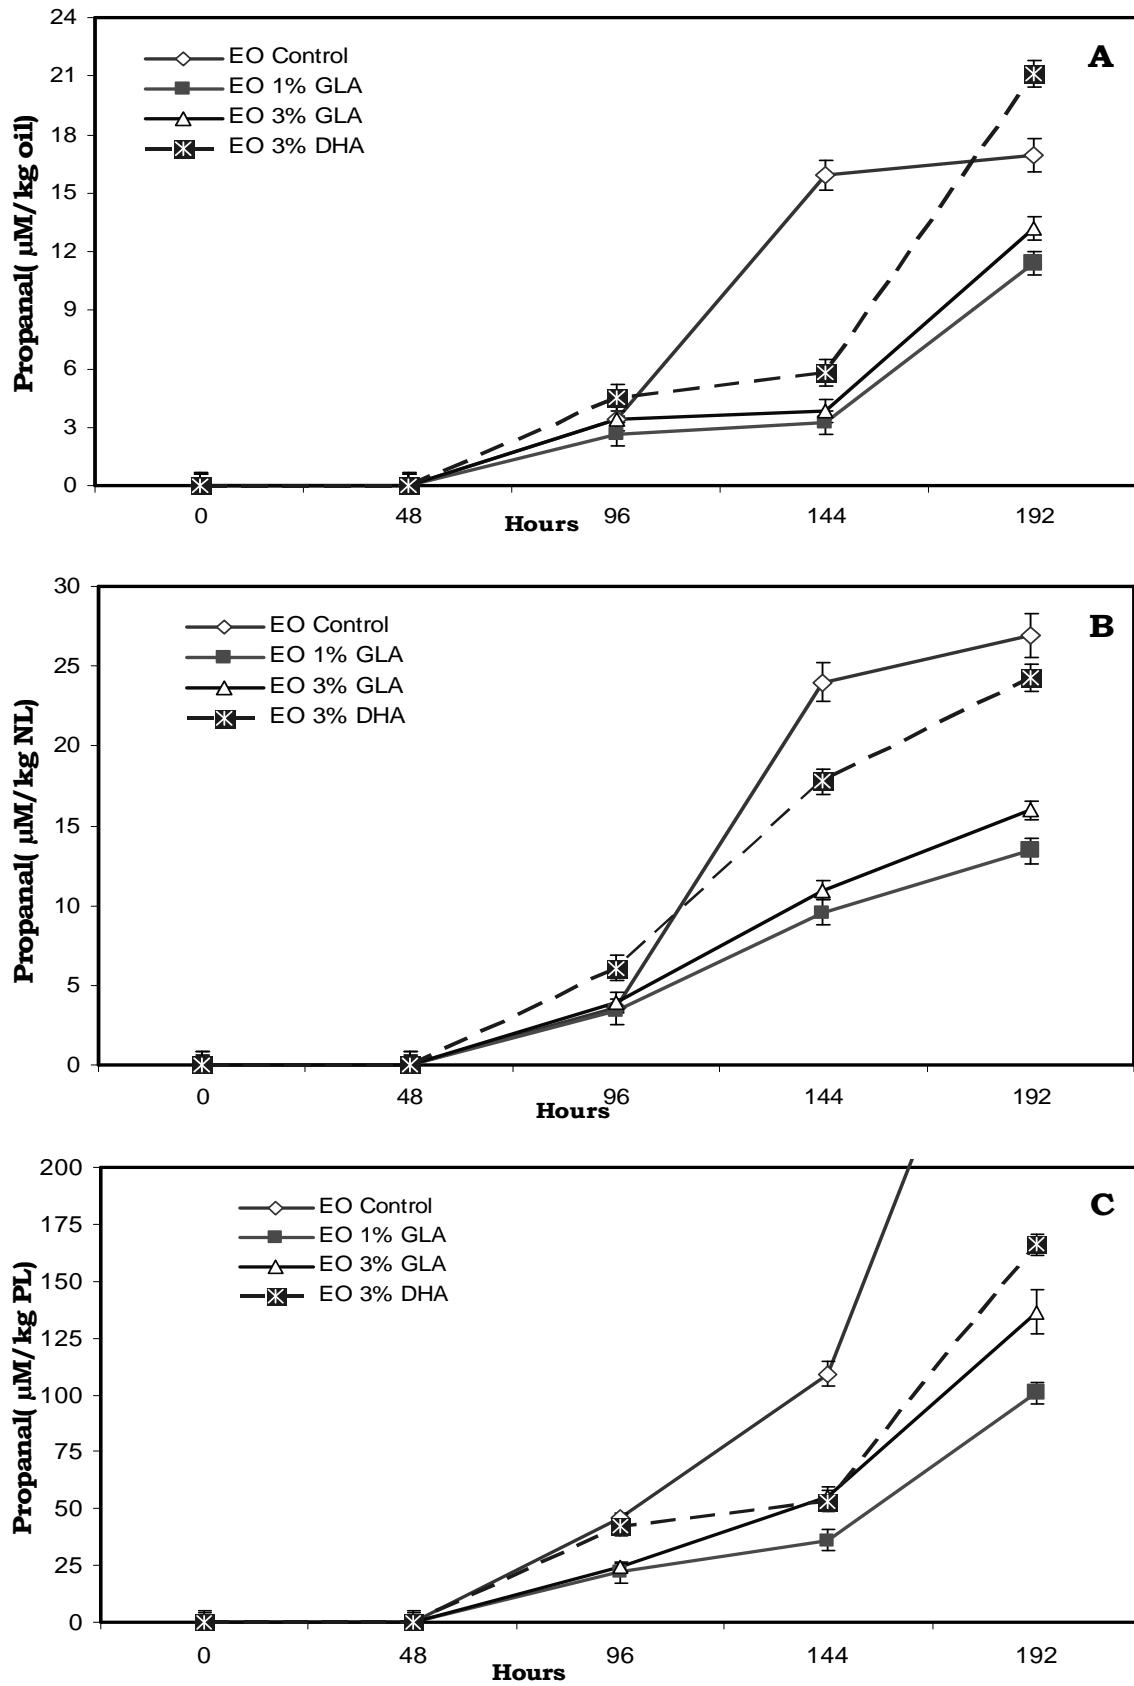 A
EO Control
EO 1% GLA
EO 3% GLA
EO 3% DHA
Propanal( µM/kg oil)
24
21
18
15
12
9
6
3
0
0 48 96 144 192
Hours
B
EO Control
EO 1% GLA
EO 3% GLA
EO 3% DHA
Propanal( µM/kg NL)
30
25
20
15
10
5
0
0 48 96 144 192
Hours
C
EO Control
EO 1% GLA
EO 3% GLA
EO 3% DHA
Propanal( µM/kg PL)
200
175
150
125
100
75
50
25
0
0 48 96 144 192
Hours